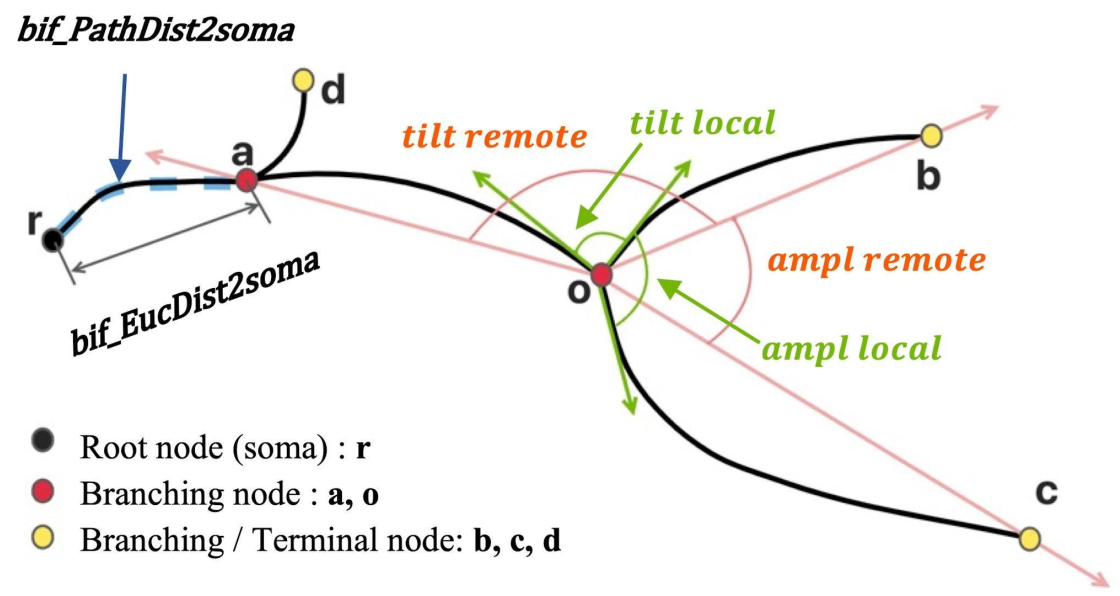 bif_PathDist2soma
d
tilt remote
tilt local
a
b
r
ampl remote
o
bif_EucDist2soma
ampl local
Root node (soma) : r
Branching node : a, o
c
Branching / Terminal node: b, c, d